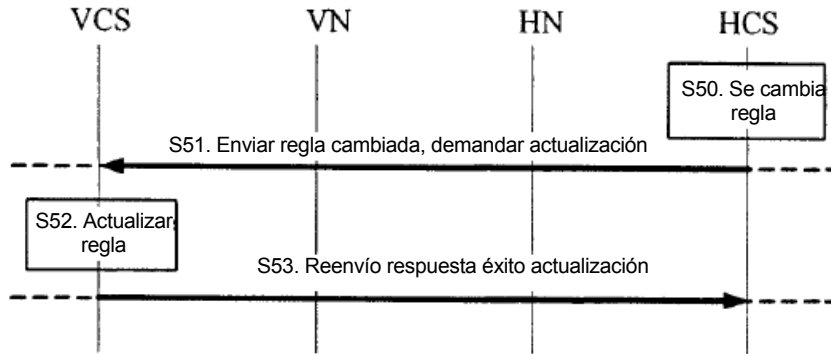 VCS VN HN HCS
S50. Se cambia
regla
S51. Enviar regla cambiada, demandar actualización
S52. Actualizar
regla
S53. Reenvío respuesta éxito actualización